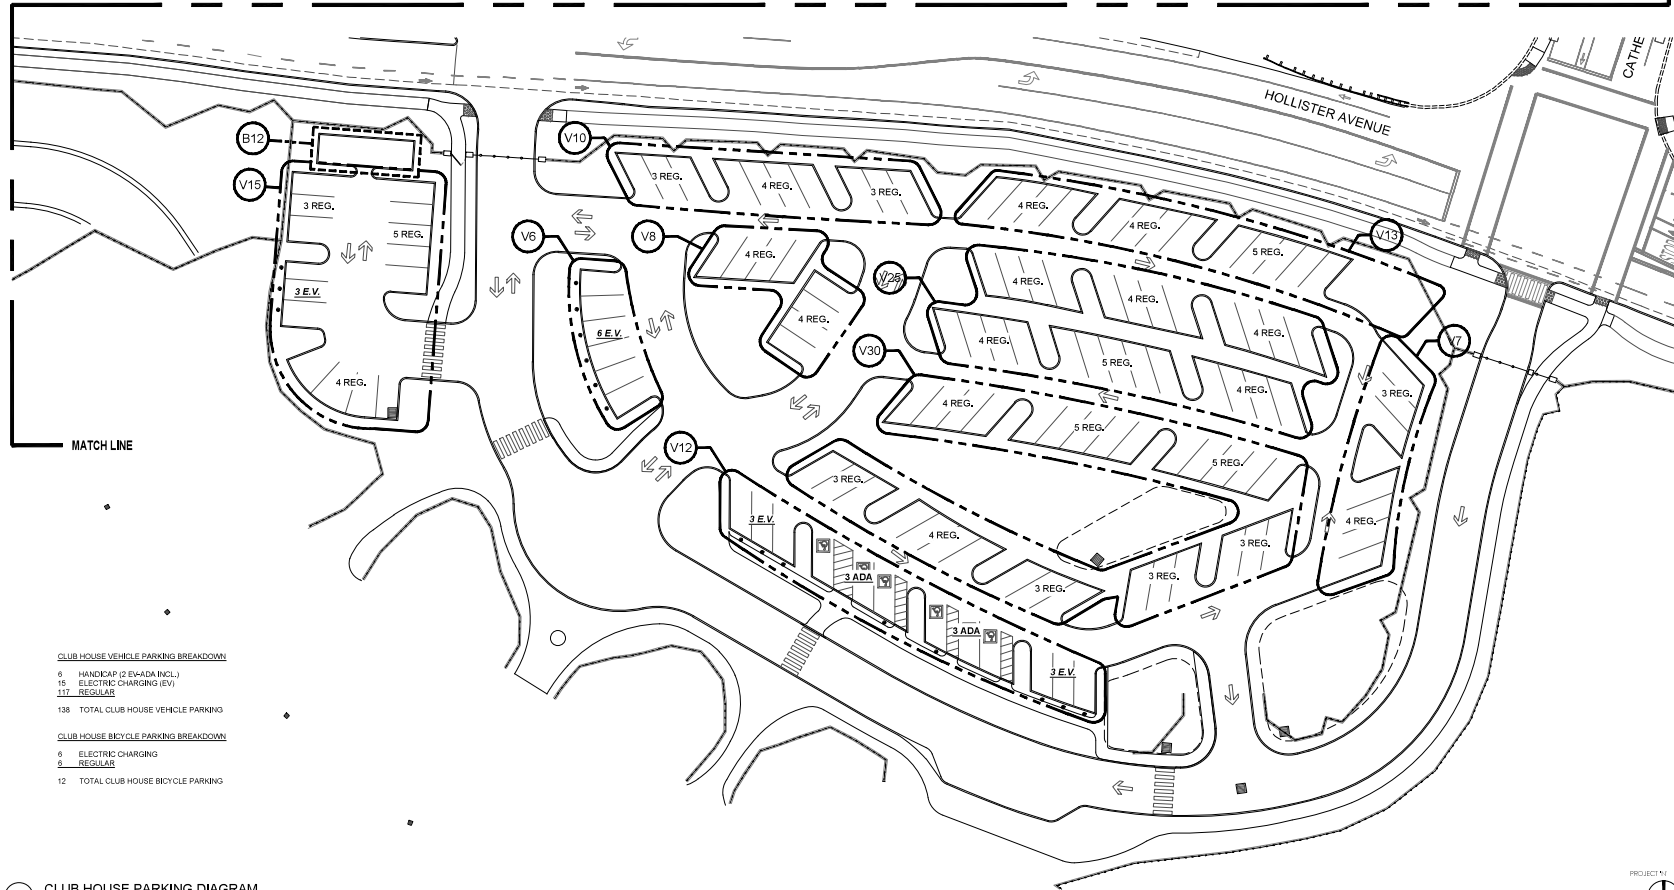 HOLLISTER AVENUE
CATHE
B12
V10
V15
3 REG.
4 REG.
3 REG.
3 REG.
5 REG.
3 E.V.
4 REG.
V6
V8
4 REG.
4 REG.
6 E.V.
4 REG.
4 REG.
5 REG.
V13
V25
4 REG.
4 REG.
4 REG.
4 REG.
5 REG.
4 REG.
V7
3 REG.
4 REG.
V30
4 REG.
5 REG.
5 REG.
3 REG.
4 REG.
3 REG.
3 REG.
3 REG.
V12
3 E.V.
3 ADA
3 ADA
3 E.V.
MATCH LINE
CLUB HOUSE VEHICLE PARKING BREAKDOWN
6 HANDICAP (2 EV-ADA INCL.)
15 ELECTRIC CHARGING (EV)
117 REGULAR
138 TOTAL CLUB HOUSE VEHICLE PARKING
CLUB HOUSE BICYCLE PARKING BREAKDOWN
6 ELECTRIC CHARGING
6 REGULAR
12 TOTAL CLUB HOUSE BICYCLE PARKING
CLUB HOUSE PARKING DIAGRAM
PROJECT 'N'